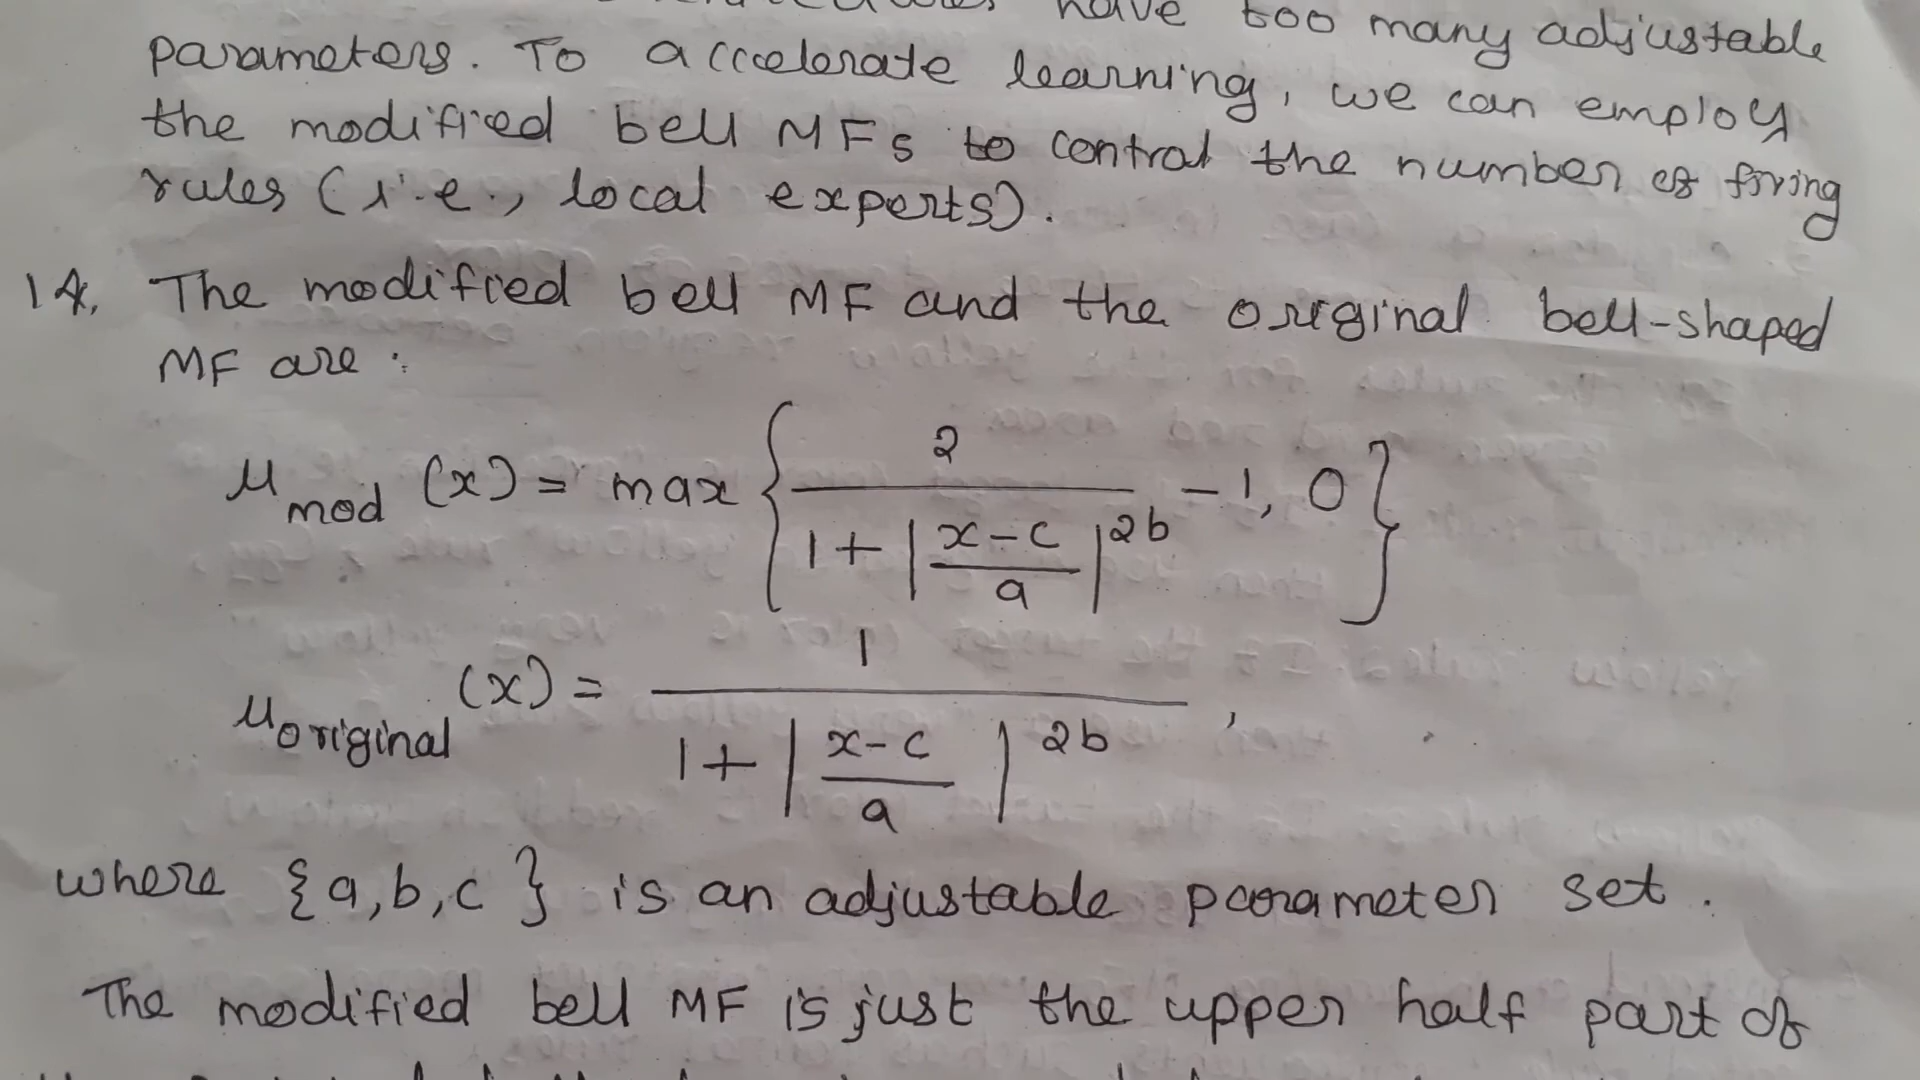 have too many adjustable
parameters. To accelerate learning, we can employ
the modified bell MFs to control the number of firing
rules (i.e., local experts).
14. The modified bell MF and the original bell-shaped
MF are:
μ_mod (x) = max { 2 / (1 + |(x-c)/a|^2b) - 1, 0 }
μ_original (x) = 1 / (1 + |(x-c)/a|^2b) ,
where {a,b,c} is an adjustable parameter set.
The modified bell MF is just the upper half part of